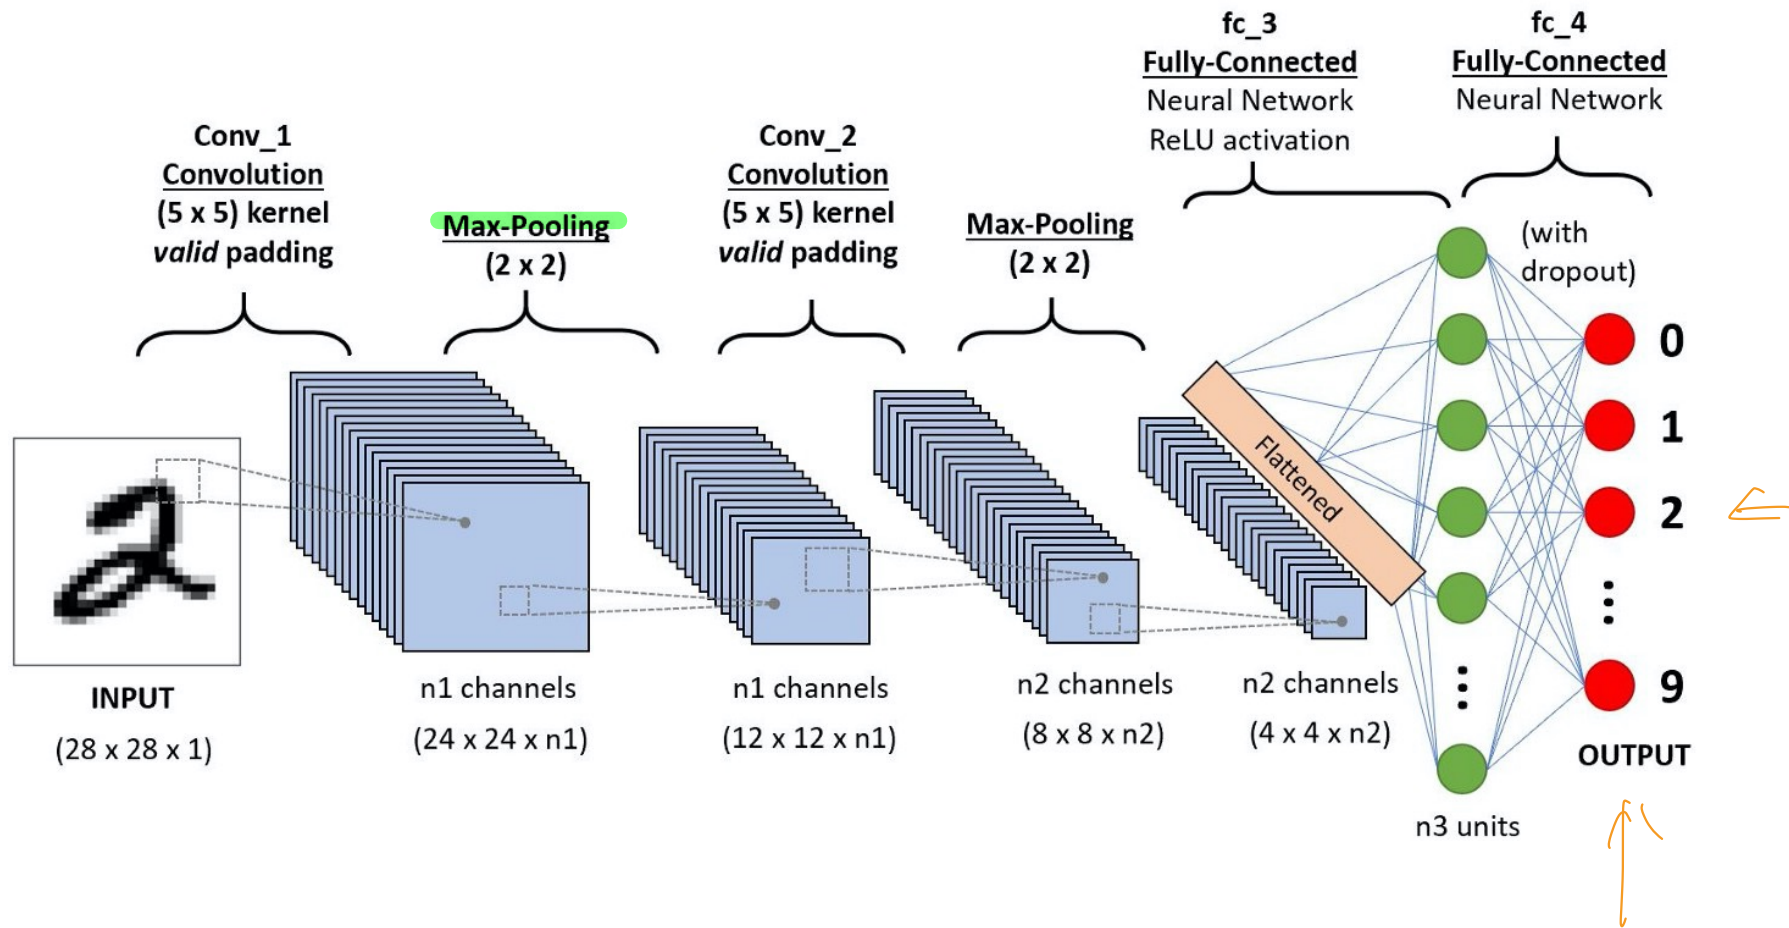 fc_3
Fully-Connected
Neural Network
ReLU activation
fc_4
Fully-Connected
Neural Network
Conv_1
Convolution
(5 x 5) kernel
valid padding
Max-Pooling
(2 x 2)
Conv_2
Convolution
(5 x 5) kernel
valid padding
Max-Pooling
(2 x 2)
(with
dropout)
0
1
2
9
Flattened
INPUT
(28 x 28 x 1)
n1 channels
(24 x 24 x n1)
n1 channels
(12 x 12 x n1)
n2 channels
(8 x 8 x n2)
n2 channels
(4 x 4 x n2)
OUTPUT
n3 units